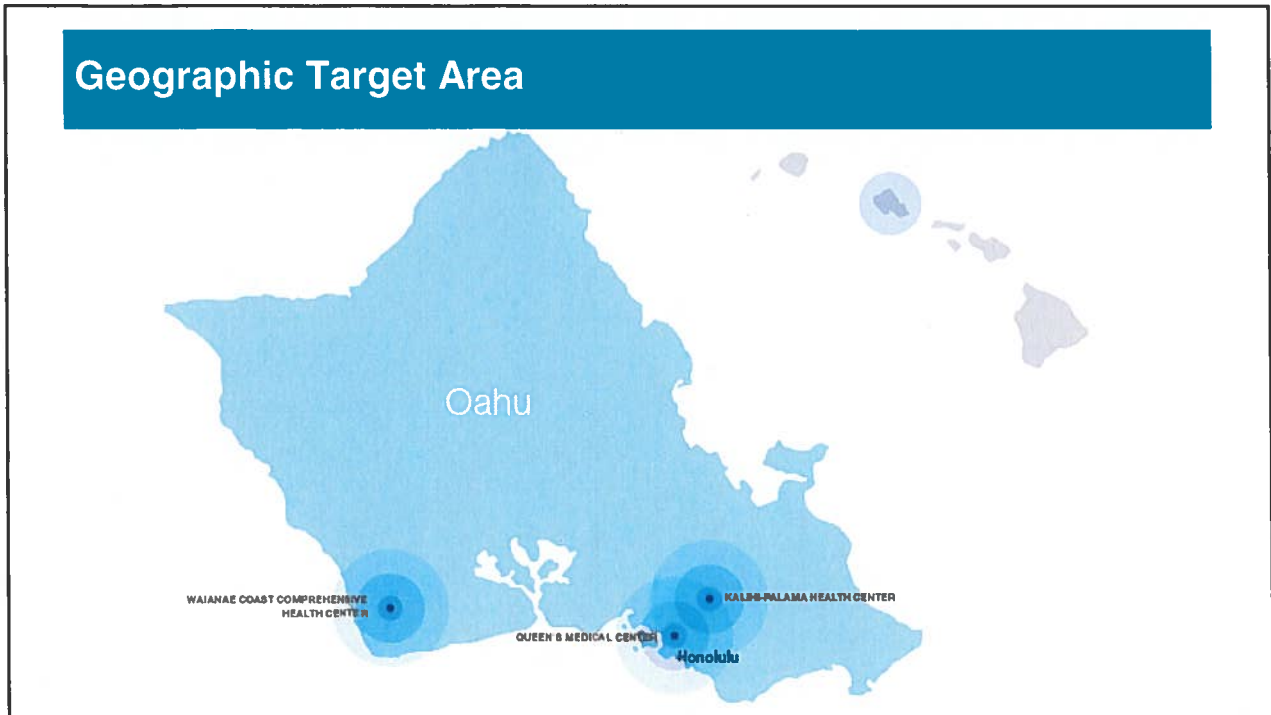 Geographic Target Area
Oahu
WAIANAE COAST COMPREHENSIVE
HEALTH CENTER
KALIHI-PALAMA HEALTH CENTER
QUEEN'S MEDICAL CENTER
Honolulu